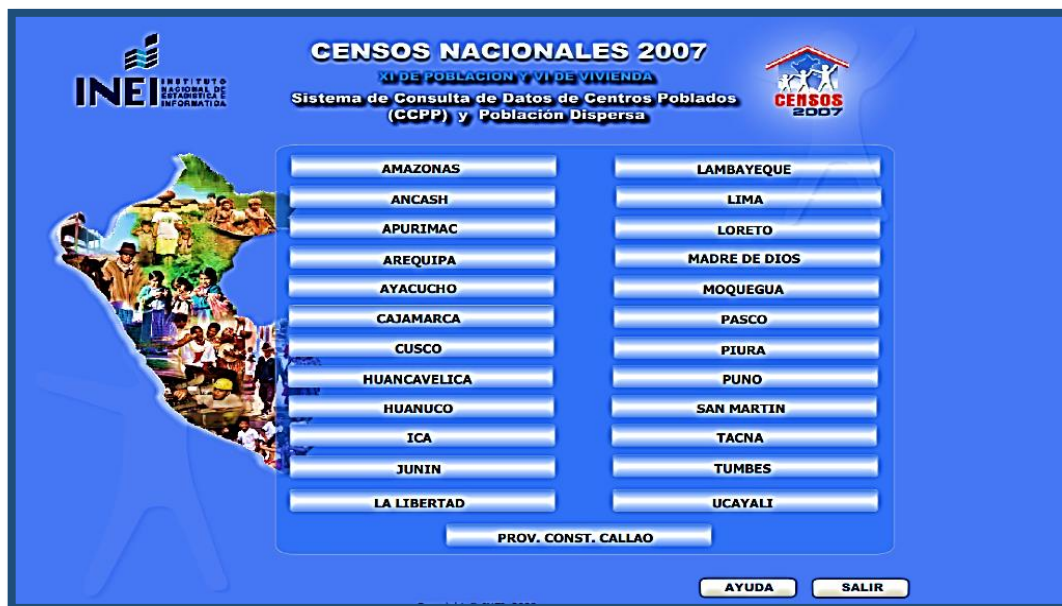 INEI
INSTITUTO
NACIONAL DE
ESTADISTICA E
INFORMATICA
CENSOS NACIONALES 2007
XI DE POBLACION Y VI DE VIVIENDA
Sistema de Consulta de Datos de Centros Poblados
(CCPP) y Población Dispersa
CENSOS
2007
AMAZONAS
ANCASH
APURIMAC
AREQUIPA
AYACUCHO
CAJAMARCA
CUSCO
HUANCAVELICA
HUANUCO
ICA
JUNIN
LA LIBERTAD
LAMBAYEQUE
LIMA
LORETO
MADRE DE DIOS
MOQUEGUA
PASCO
PIURA
PUNO
SAN MARTIN
TACNA
TUMBES
UCAYALI
PROV. CONST. CALLAO
AYUDA
SALIR